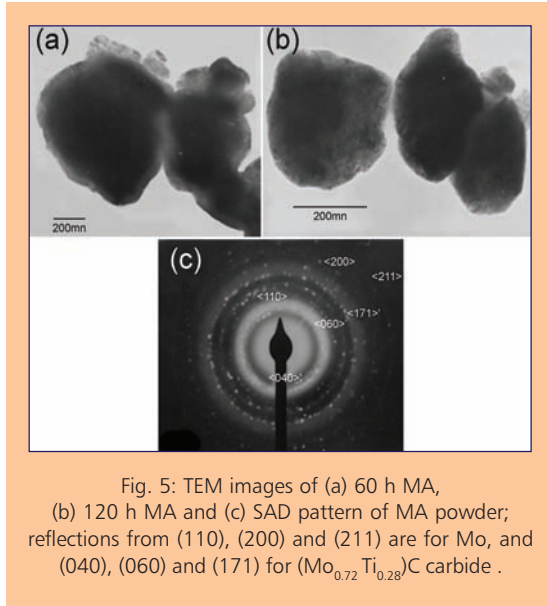 (a)
(b)
200mn
200mn
(c)
<200>
<211>
<110>
<171>'
<060>
<040>'
Fig. 5: TEM images of (a) 60 h MA,
(b) 120 h MA and (c) SAD pattern of MA powder;
reflections from (110), (200) and (211) are for Mo, and
(040), (060) and (171) for (Mo0.72 Ti0.28)C carbide .